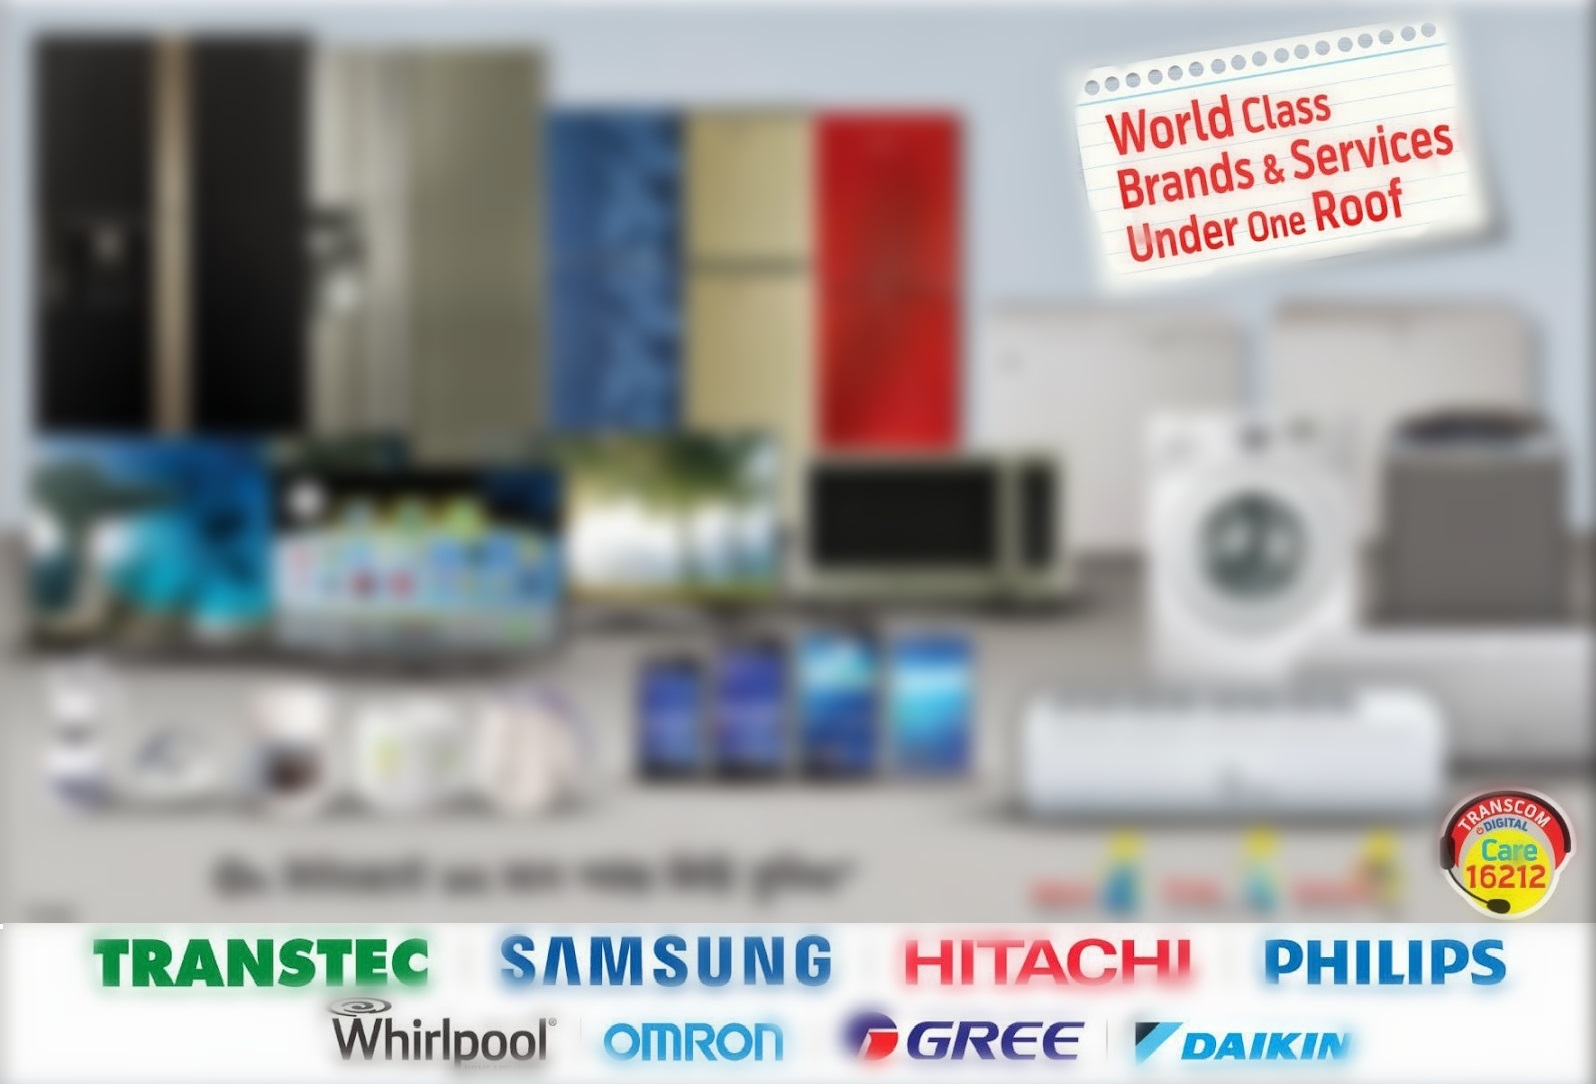 World Class
Brands & Services
Under One Roof
TRANSCOM
DIGITAL
Care
16212
TRANSTEC SAMSUNG HITACHI PHILIPS
Whirlpool® OMRON GREE DAIKIN